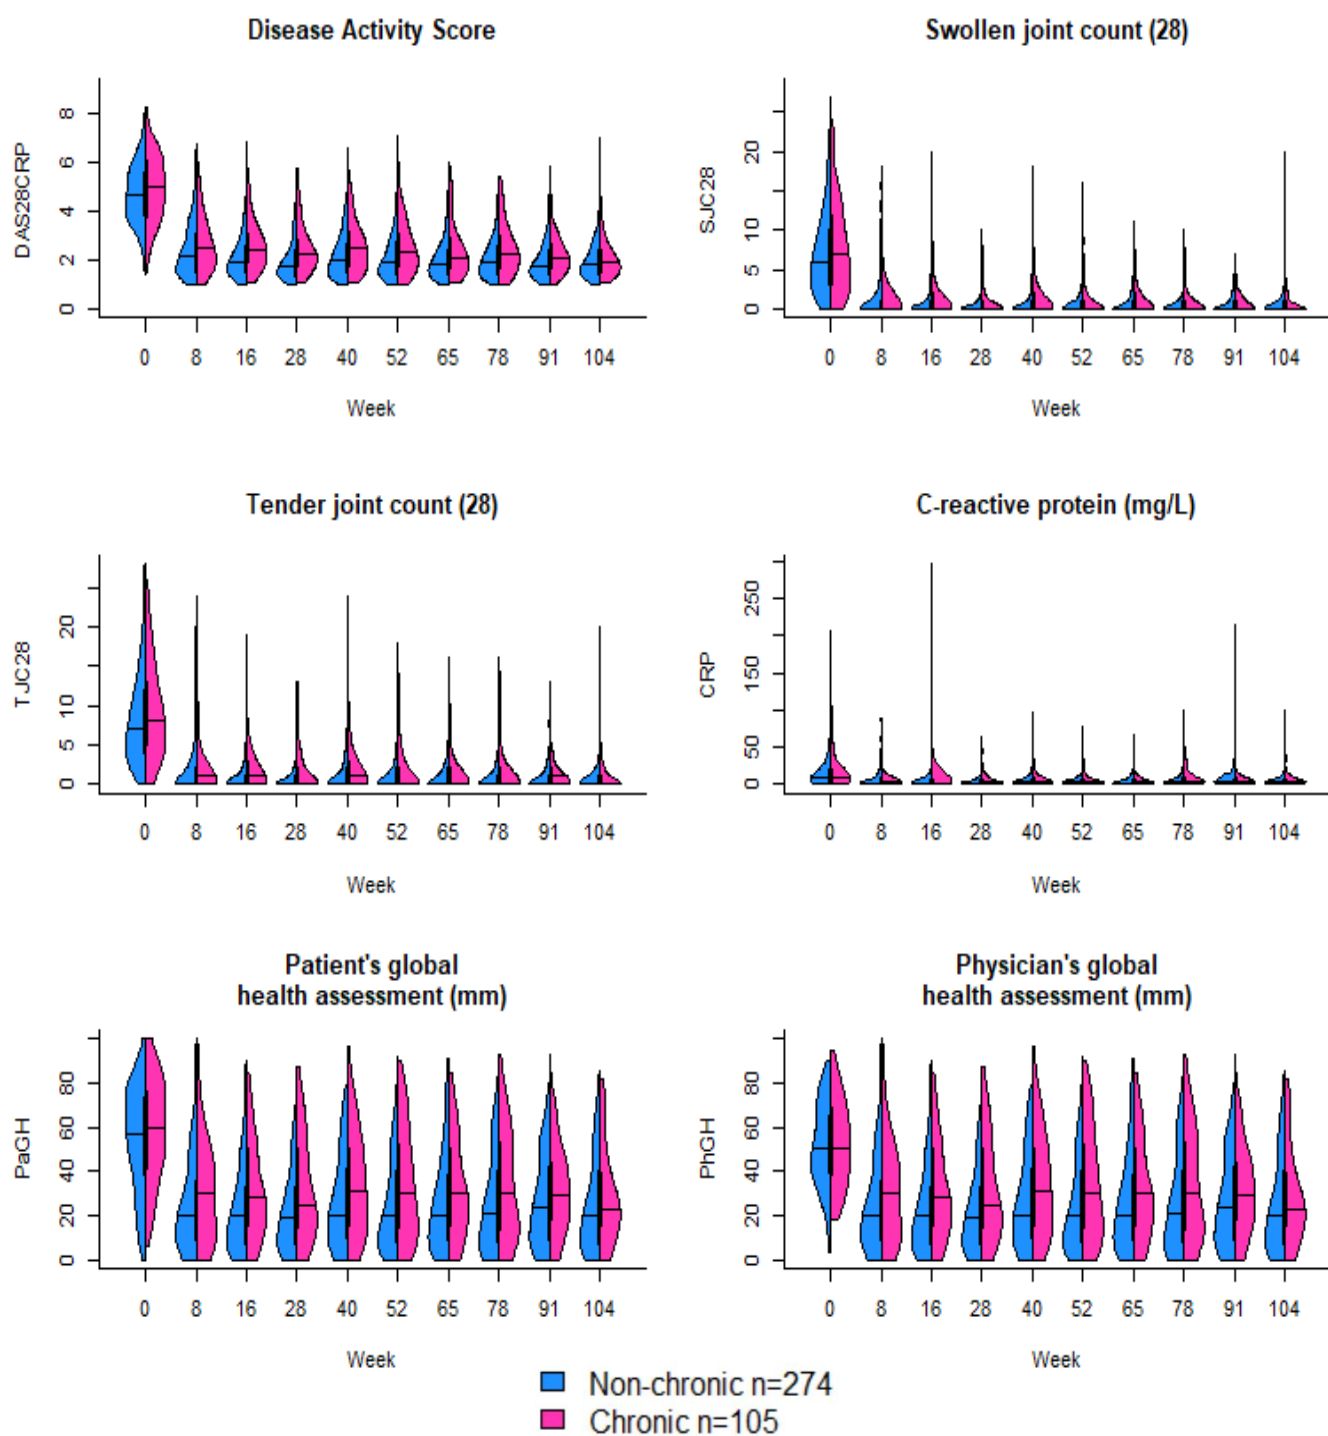 Disease Activity Score
DAS28CRP
8
6
4
2
0
0 8 16 28 40 52 65 78 91 104
Week
Swollen joint count (28)
SJC28
20
10
5
0
0 8 16 28 40 52 65 78 91 104
Week
Tender joint count (28)
TJC28
20
10
5
0
0 8 16 28 40 52 65 78 91 104
Week
C-reactive protein (mg/L)
CRP
250
150
50
0
0 8 16 28 40 52 65 78 91 104
Week
Patient's global
health assessment (mm)
PaGH
80
60
40
20
0
0 8 16 28 40 52 65 78 91 104
Week
Physician's global
health assessment (mm)
PhGH
80
60
40
20
0
0 8 16 28 40 52 65 78 91 104
Week
Non-chronic n=274
Chronic n=105